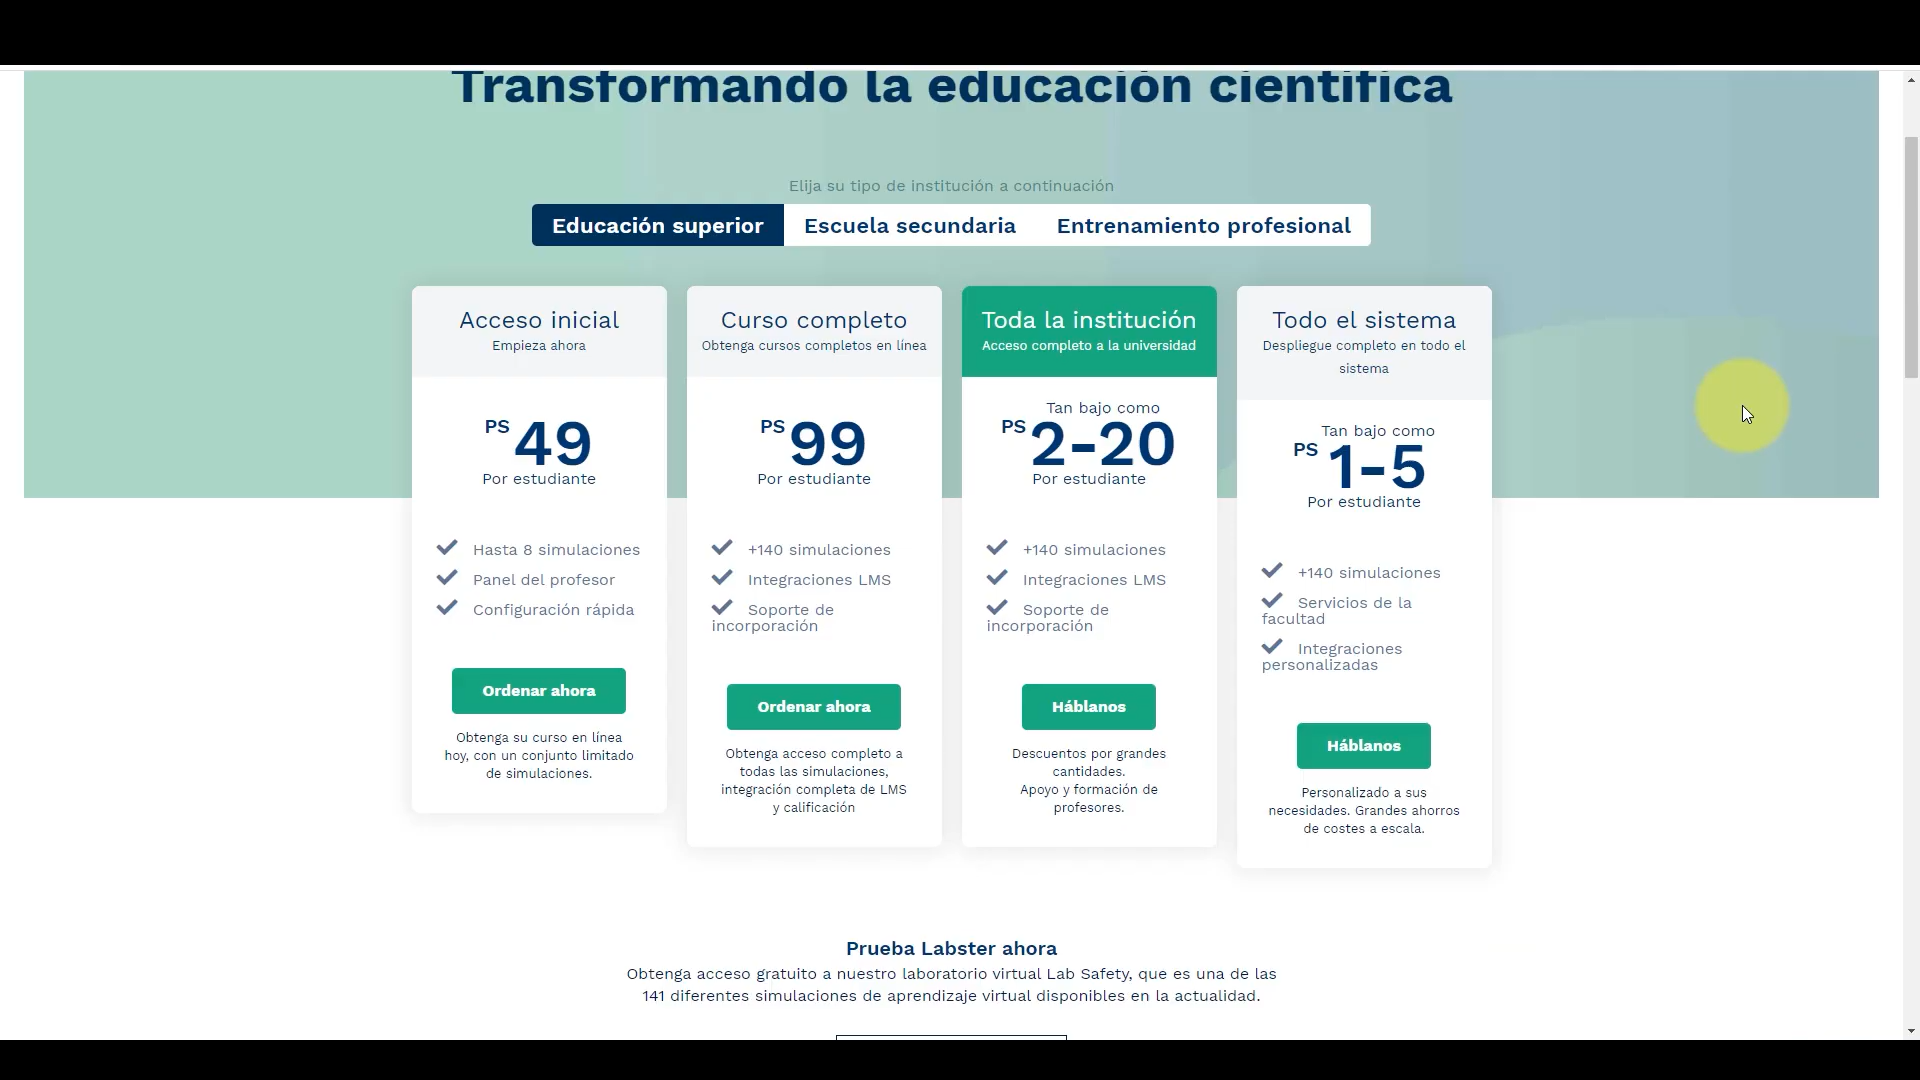 Transformando la educación científica
Elija su tipo de institución a continuación
Educación superior
Escuela secundaria
Entrenamiento profesional
Acceso inicial
Empieza ahora
PS 49
Por estudiante
Hasta 8 simulaciones
Panel del profesor
Configuración rápida
Ordenar ahora
Obtenga su curso en línea
hoy, con un conjunto limitado
de simulaciones.
Curso completo
Obtenga cursos completos en línea
PS 99
Por estudiante
+140 simulaciones
Integraciones LMS
Soporte de
incorporación
Ordenar ahora
Obtenga acceso completo a
todas las simulaciones,
integración completa de LMS
y calificación
Toda la institución
Acceso completo a la universidad
Tan bajo como
PS 2-20
Por estudiante
+140 simulaciones
Integraciones LMS
Soporte de
incorporación
Háblanos
Descuentos por grandes
cantidades.
Apoyo y formación de
profesores.
Todo el sistema
Despliegue completo en todo el
sistema
Tan bajo como
PS 1-5
Por estudiante
+140 simulaciones
Servicios de la
facultad
Integraciones
personalizadas
Háblanos
Personalizado a sus
necesidades. Grandes ahorros
de costes a escala.
Prueba Labster ahora
Obtenga acceso gratuito a nuestro laboratorio virtual Lab Safety, que es una de las
141 diferentes simulaciones de aprendizaje virtual disponibles en la actualidad.